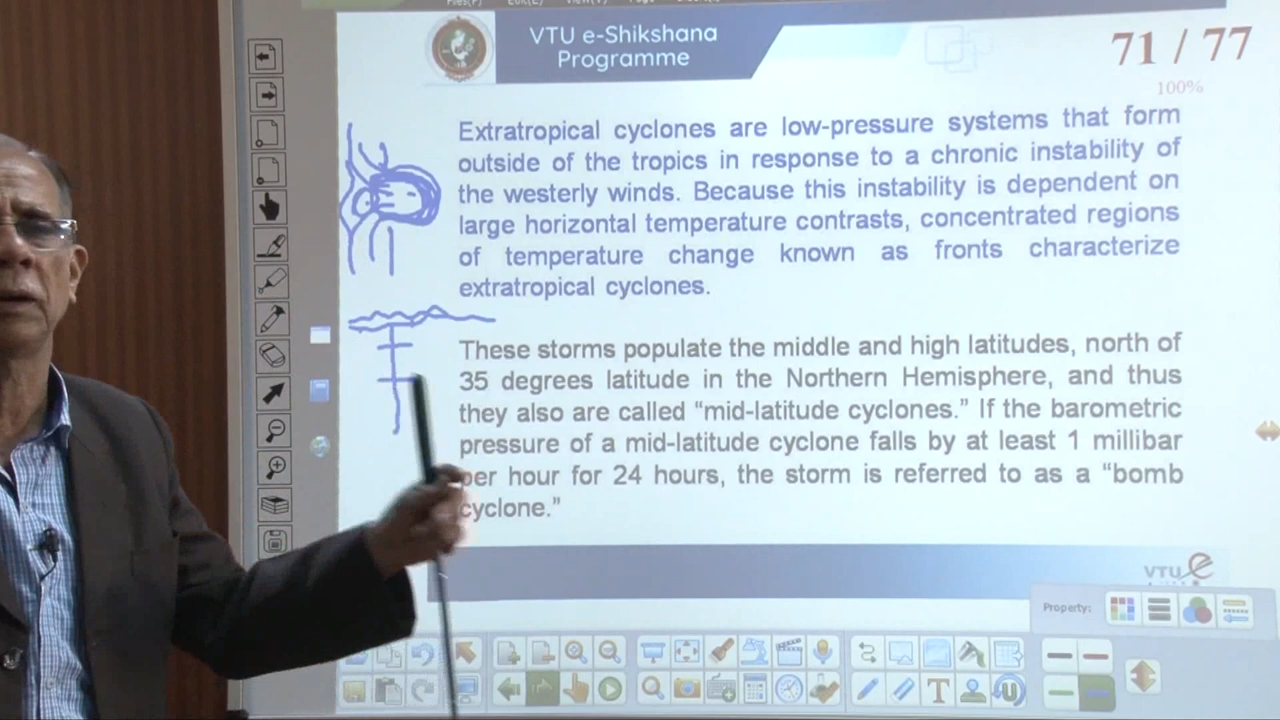 VTU e-Shikshana
Programme
71 / 77
100%
Extratropical cyclones are low-pressure systems that form
outside of the tropics in response to a chronic instability of
the westerly winds. Because this instability is dependent on
large horizontal temperature contrasts, concentrated regions
of temperature change known as fronts characterize
extratropical cyclones.
These storms populate the middle and high latitudes, north of
35 degrees latitude in the Northern Hemisphere, and thus
they also are called “mid-latitude cyclones.” If the barometric
pressure of a mid-latitude cyclone falls by at least 1 millibar
per hour for 24 hours, the storm is referred to as a “bomb
cyclone.”
VTU e
Property:
T